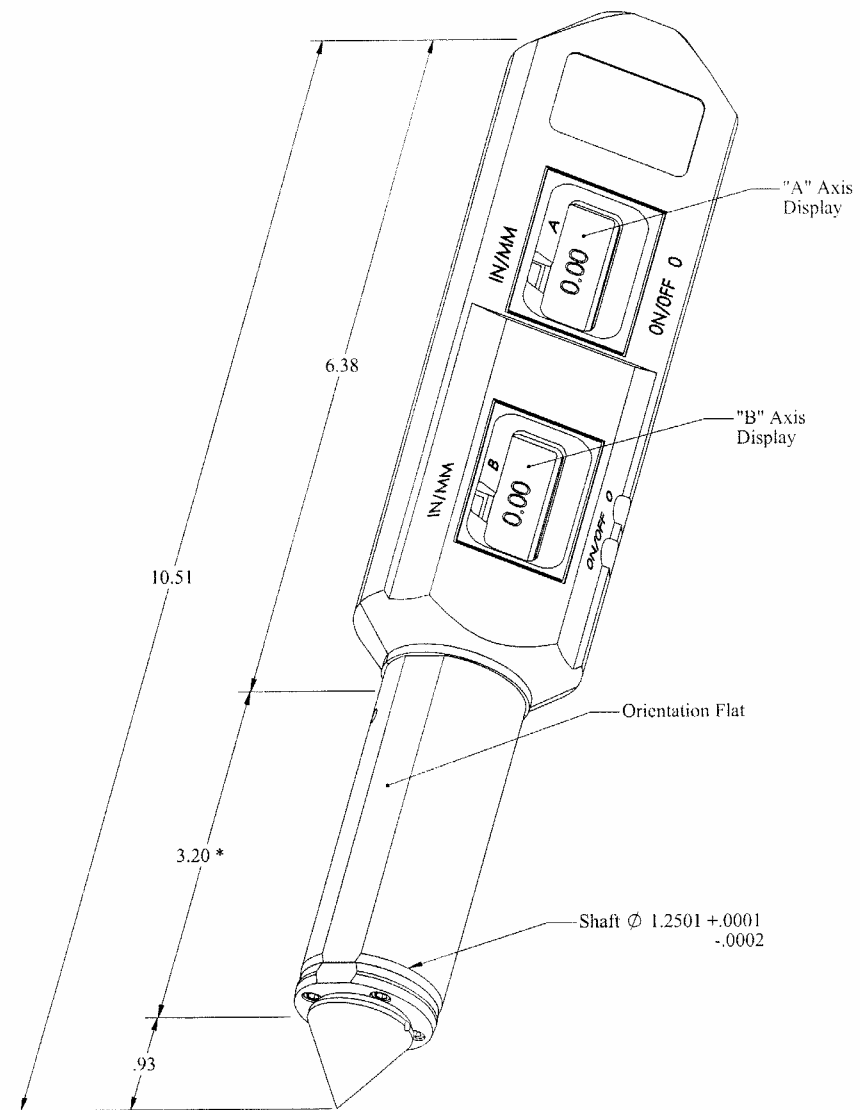 "A" Axis
Display
IN/MM
A
0.00
ON/OFF 0
6.38
"B" Axis
Display
IN/MM
B
0.00
ON/OFF 0
10.51
Orientation Flat
3.20 *
Shaft ∅ 1.2501 +.0001
-.0002
.93